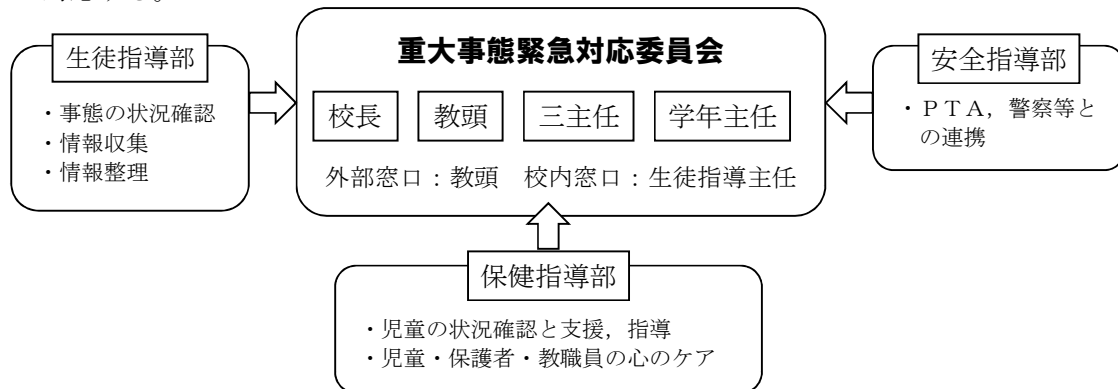 生徒指導部
・事態の状況確認
・情報収集
・情報整理
重大事態緊急対応委員会
校長
教頭
三主任
学年主任
外部窓口：教頭　校内窓口：生徒指導主任
安全指導部
・ＰＴＡ，警察等と
の連携
保健指導部
・児童の状況確認と支援，指導
・児童・保護者・教職員の心のケア